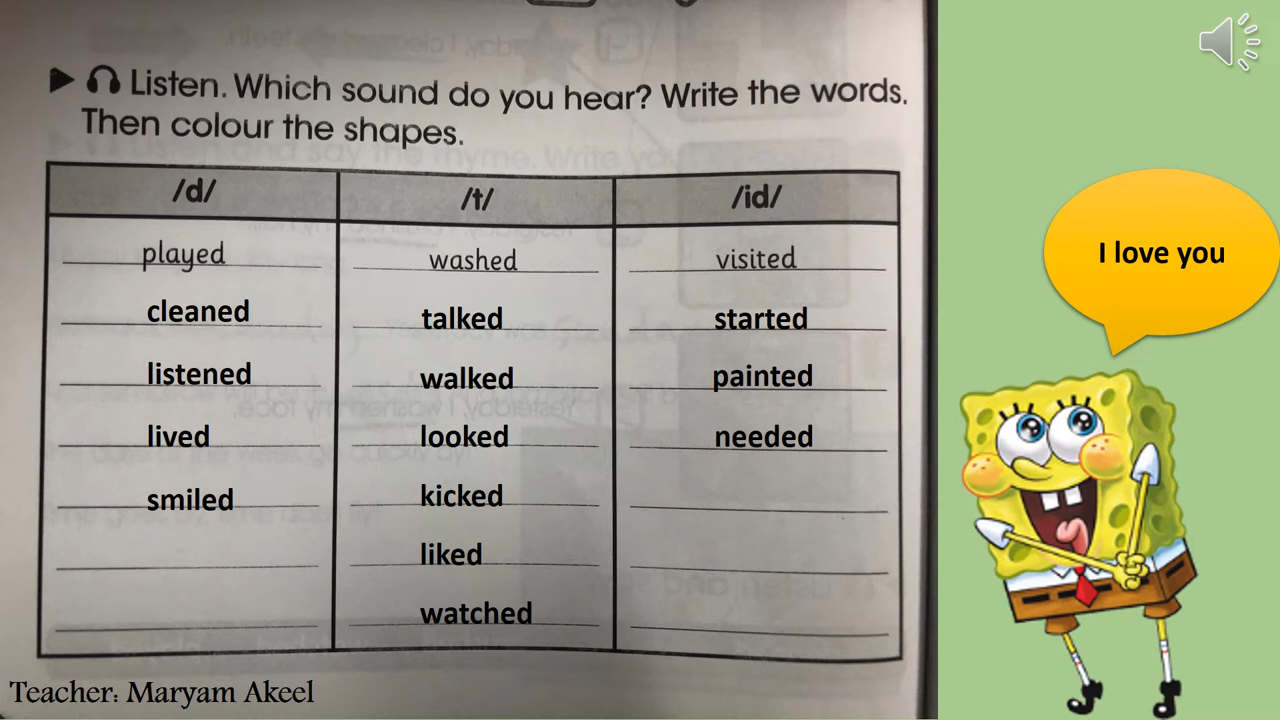 Listen. Which sound do you hear? Write the words.
Then colour the shapes.
/d/ /t/ /id/
played washed visited
cleaned talked started
listened walked painted
lived looked needed
smiled kicked
liked
watched
I love you
Teacher: Maryam Akeel